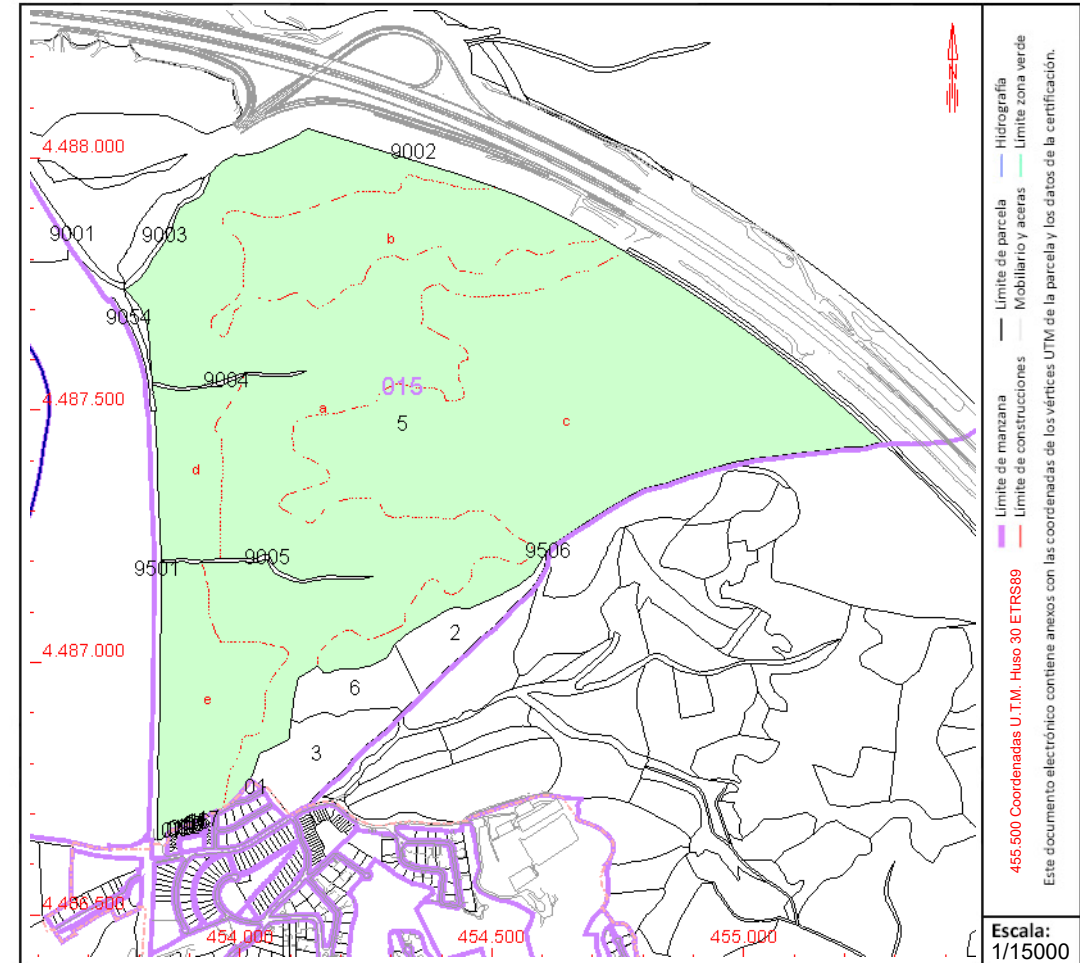 4.488.000
9002
9001
9003
b
9054
9004
015
4.487.500
a
5
c
d
9506
9005
9501
4.487.000
2
6
e
3
01
4.486.500
454.000
454.500
455.000
N
Límite de manzana
Límite de parcela
Hidrografía
455.500 Coordenadas U.T.M. Huso 30 ETRS89
Límite de construcciones
Mobiliario y aceras
Límite zona verde
Este documento electrónico contiene anexos con las coordenadas de los vértices UTM de la parcela y los datos de la certificación.
Escala:
1/15000